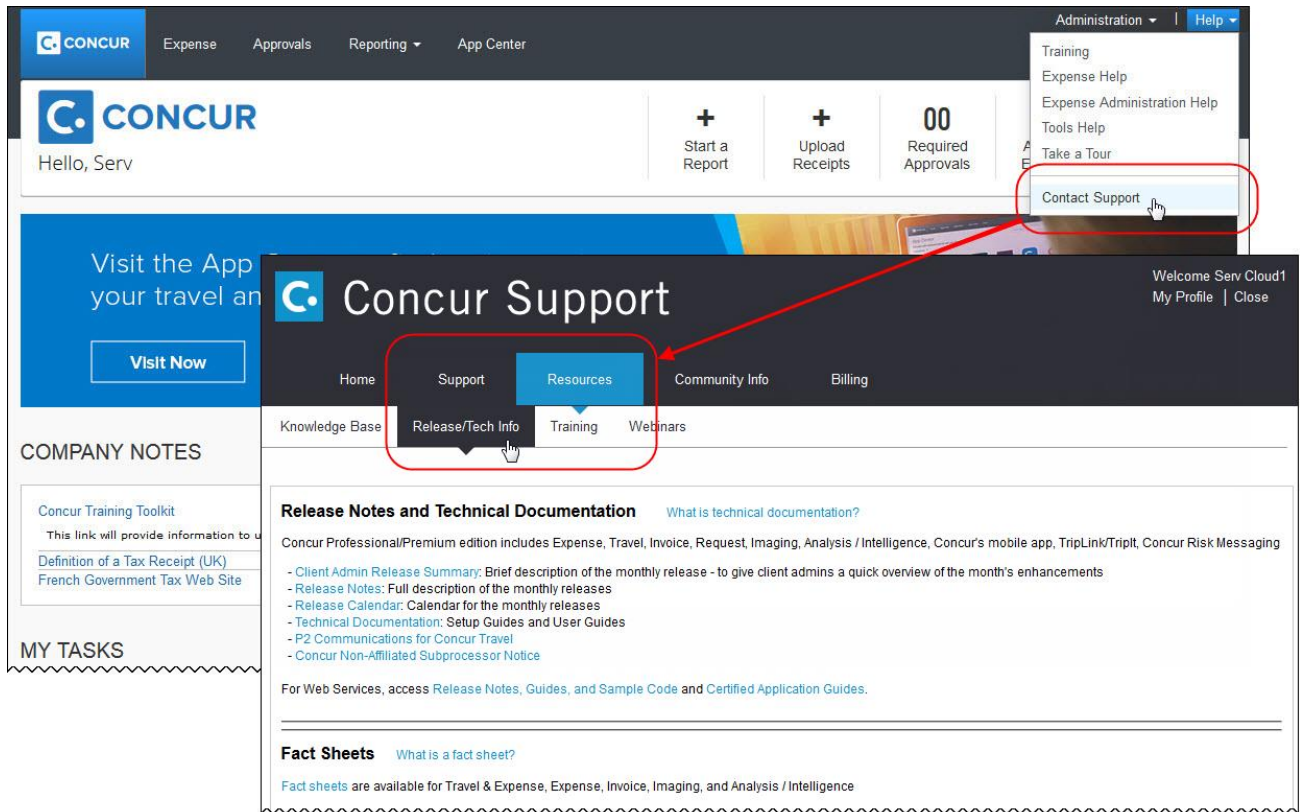 Administration | Help
C. CONCUR Expense Approvals Reporting App Center
Training
Expense Help
Expense Administration Help
Tools Help
Take a Tour
Contact Support
C. CONCUR
Hello, Serv
+ Start a Report
+ Upload Receipts
00 Required Approvals
Visit the App
your travel an
Visit Now
COMPANY NOTES
Concur Training Toolkit
This link will provide information to u
Definition of a Tax Receipt (UK)
French Government Tax Web Site
MY TASKS
C. Concur Support
Welcome Serv Cloud1
My Profile | Close
Home Support Resources Community Info Billing
Knowledge Base Release/Tech Info Training Webinars
Release Notes and Technical Documentation What is technical documentation?
Concur Professional/Premium edition includes Expense, Travel, Invoice, Request, Imaging, Analysis / Intelligence, Concur's mobile app, TripLink/TripIt, Concur Risk Messaging
- Client Admin Release Summary: Brief description of the monthly release - to give client admins a quick overview of the month's enhancements
- Release Notes: Full description of the monthly releases
- Release Calendar: Calendar for the monthly releases
- Technical Documentation: Setup Guides and User Guides
- P2 Communications for Concur Travel
- Concur Non-Affiliated Subprocessor Notice
For Web Services, access Release Notes, Guides, and Sample Code and Certified Application Guides.
Fact Sheets What is a fact sheet?
Fact sheets are available for Travel & Expense, Expense, Invoice, Imaging, and Analysis / Intelligence